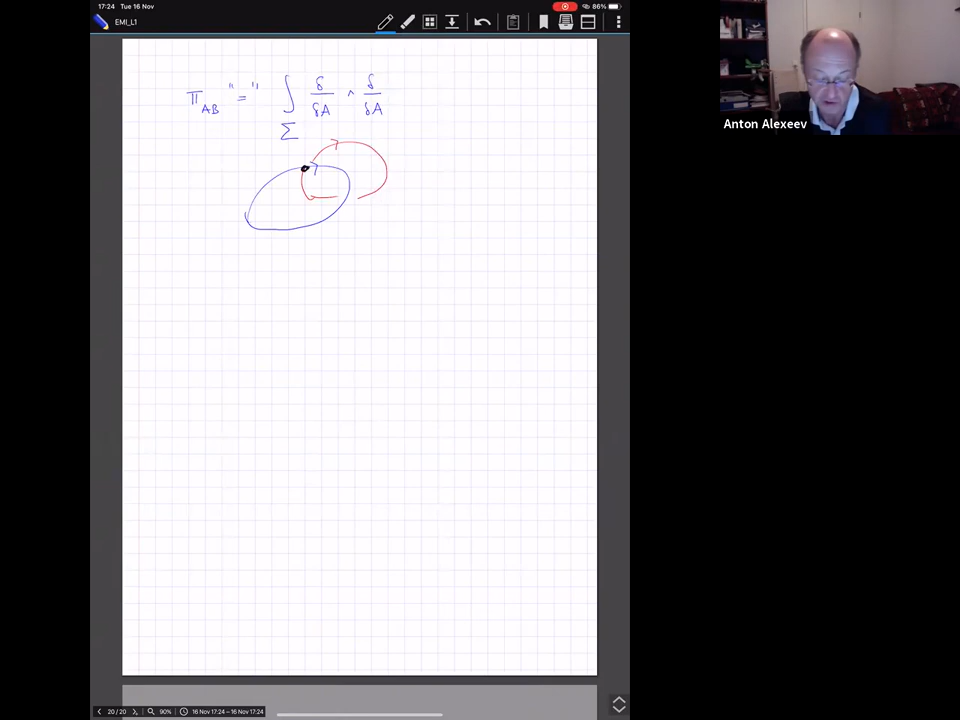 17:24 Tue 16 Nov
86%
EMI_L1
Π_AB "=" ∫_Σ δ/δA ∧ δ/δA
Anton Alexeev
20/20
90%
16 Nov 17:24 – 16 Nov 17:24